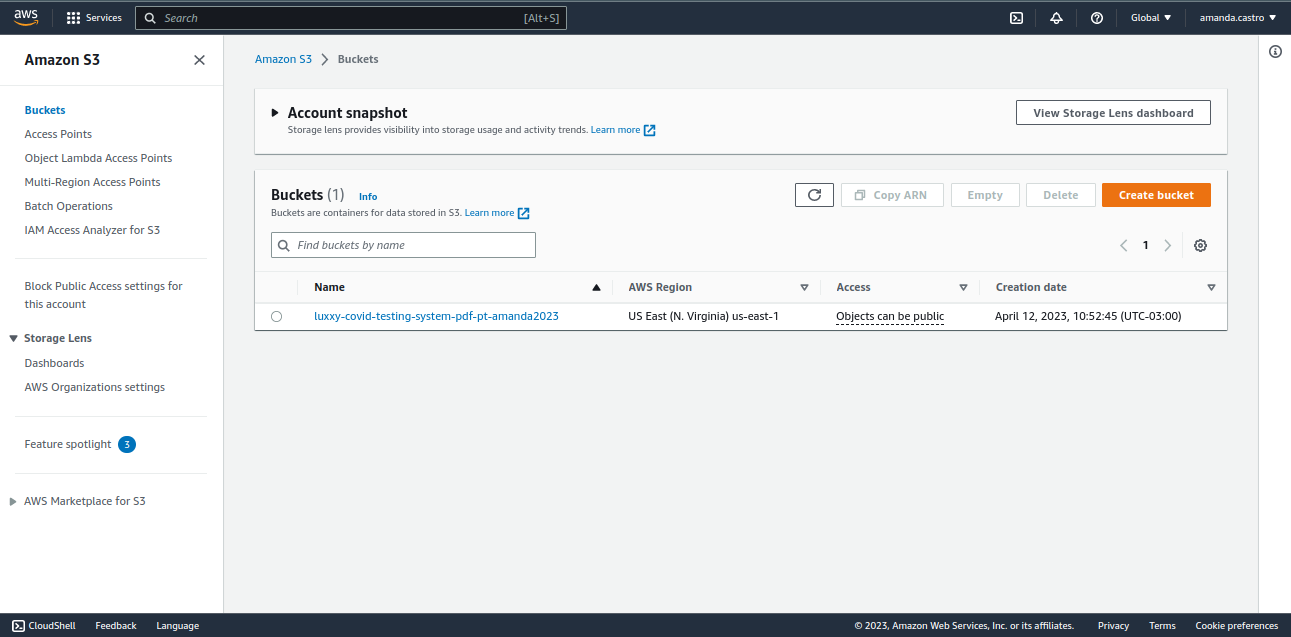 aws Services Search [Alt+S] Global amanda.castro
Amazon S3
Buckets
Access Points
Object Lambda Access Points
Multi-Region Access Points
Batch Operations
IAM Access Analyzer for S3
Block Public Access settings for
this account
Storage Lens
Dashboards
AWS Organizations settings
Feature spotlight 3
AWS Marketplace for S3
Amazon S3 Buckets
Account snapshot
Storage lens provides visibility into storage usage and activity trends. Learn more
View Storage Lens dashboard
Buckets (1) Info
Buckets are containers for data stored in S3. Learn more
Copy ARN Empty Delete Create bucket
Find buckets by name
1
Name AWS Region Access Creation date
luxxy-covid-testing-system-pdf-pt-amanda2023 US East (N. Virginia) us-east-1 Objects can be public April 12, 2023, 10:52:45 (UTC-03:00)
CloudShell Feedback Language © 2023, Amazon Web Services, Inc. or its affiliates. Privacy Terms Cookie preferences